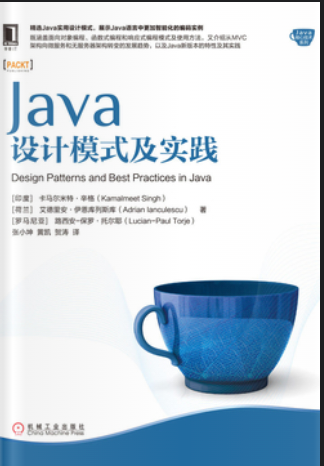 精选Java实用设计模式，展示Java语言中更加智能化的编码实例
涵盖面向对象编程、函数式编程和响应式编程模式及使用方法，又介绍从MVC
架构向微服务和无服务器架构转变的发展趋势，以及Java新版本的特性及其实践
PACKT
Java
核心技术
系列
Java
设计模式及实践
Design Patterns and Best Practices in Java
[印度] 卡马尔米特·辛格（Kamalmeet Singh）
[荷兰] 艾德里安·伊恩库列斯库（Adrian Ianculescu） 著
[罗马尼亚] 路西安-保罗·托尔耶（Lucian-Paul Torje）
张小坤 黄凯 贺涛 译
机械工业出版社
China Machine Press